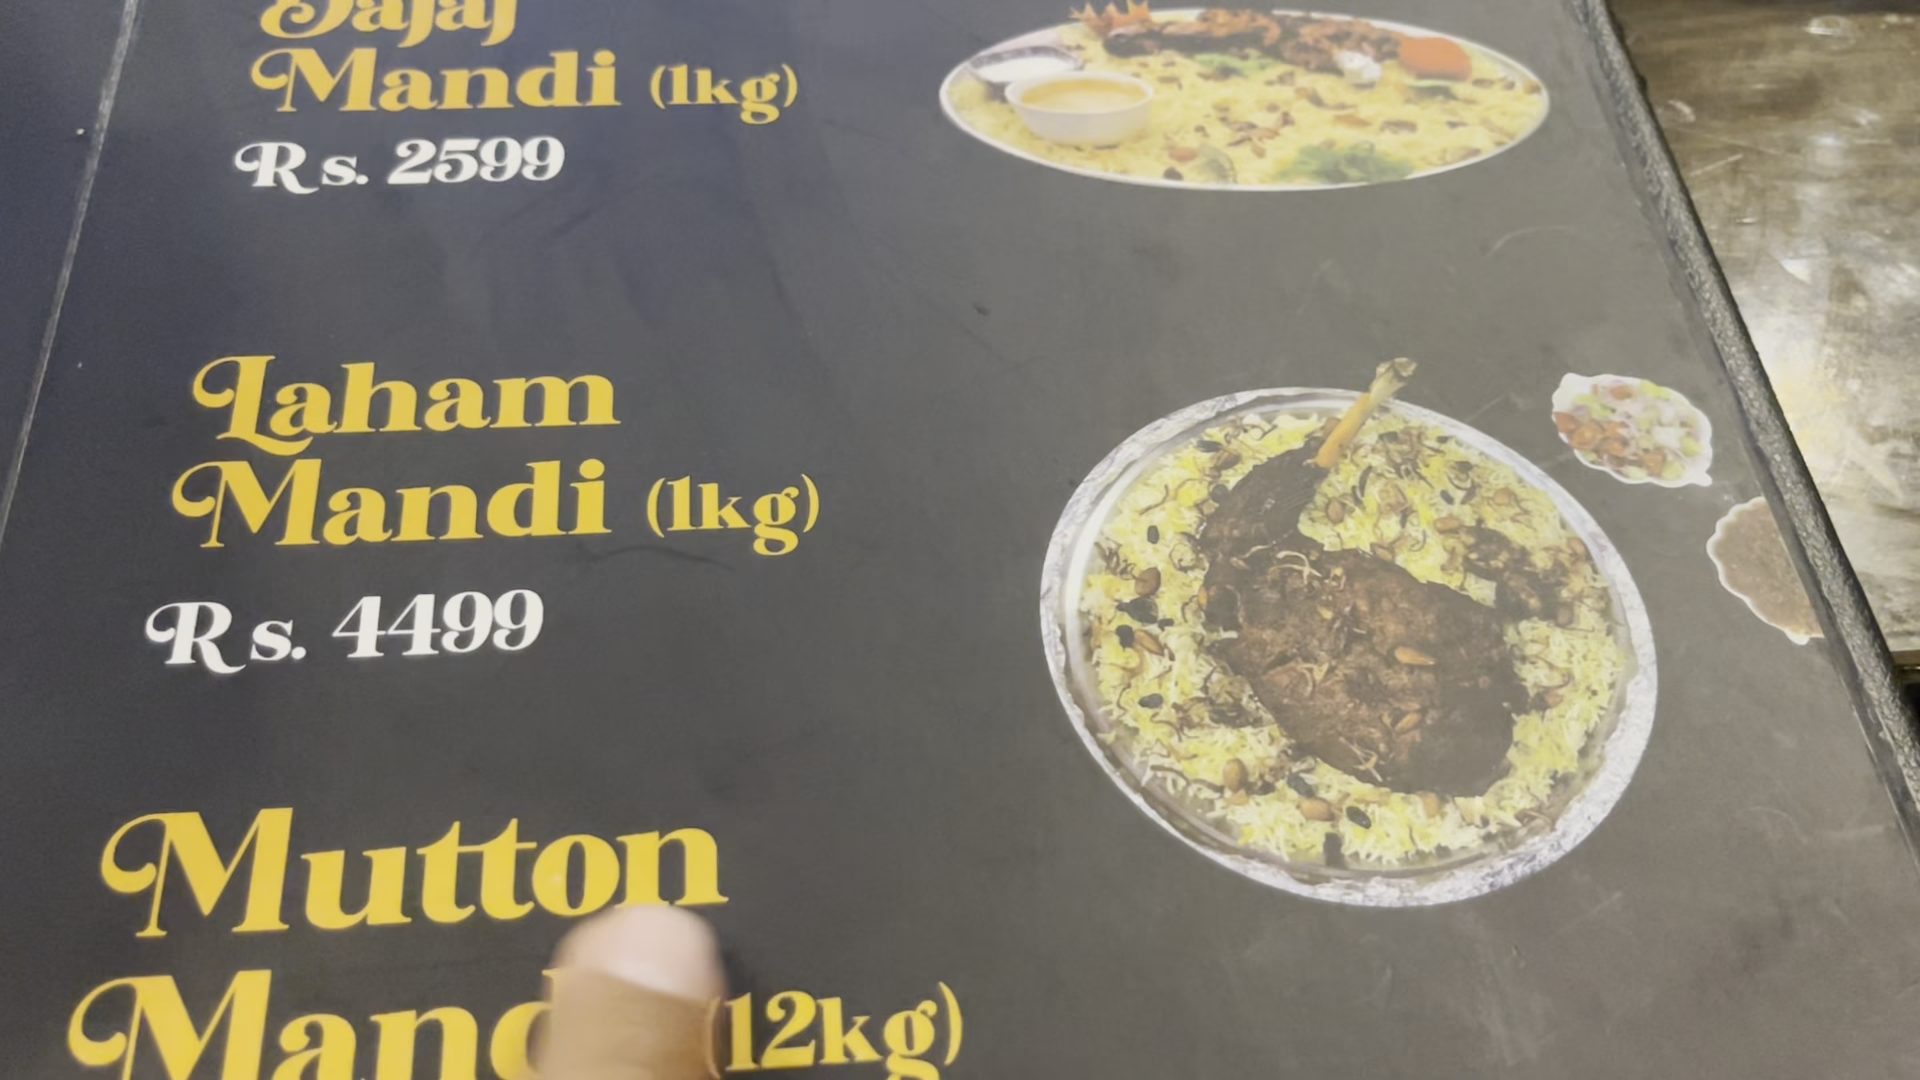 Mandi (1kg)
Rs. 2599
Laham
Mandi (1kg)
Rs. 4499
Mutton
(12kg)